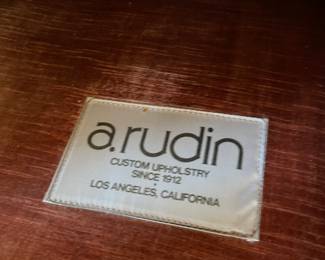 a.rudin
CUSTOM UPHOLSTRY
SINCE 1912
•
LOS ANGELES, CALIFORNIA